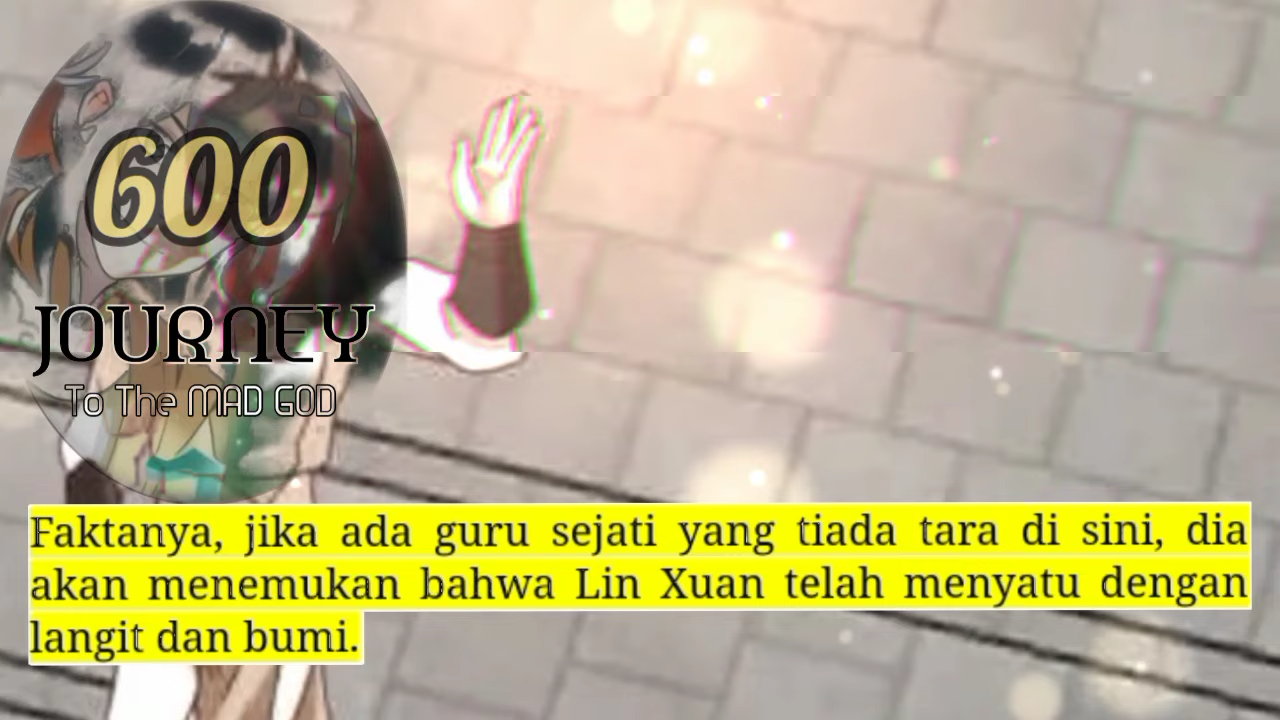 600
JOURNEY
To The MAD GOD
Faktanya, jika ada guru sejati yang tiada tara di sini, dia
akan menemukan bahwa Lin Xuan telah menyatu dengan
langit dan bumi.